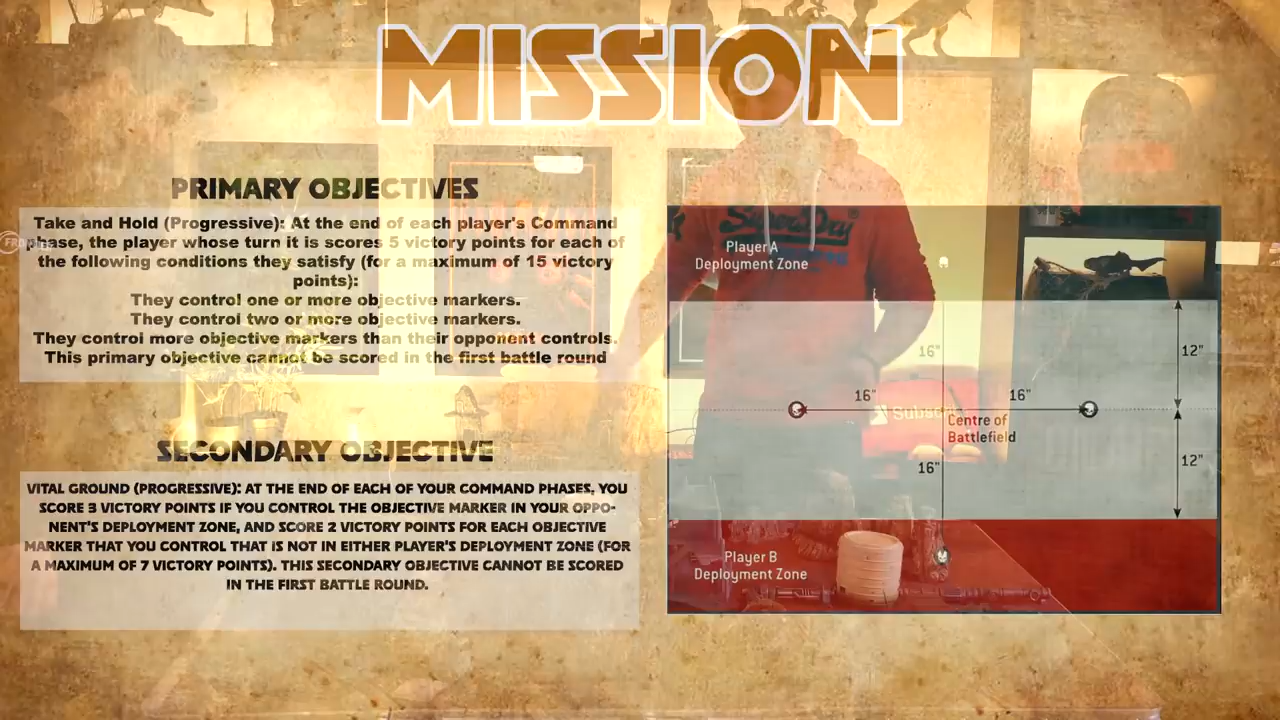 MISSION
PRIMARY OBJECTIVES
Take and Hold (Progressive): At the end of each player's Command
phase, the player whose turn it is scores 5 victory points for each of
the following conditions they satisfy (for a maximum of 15 victory
points):
They control one or more objective markers.
They control two or more objective markers.
They control more objective markers than their opponent controls.
This primary objective cannot be scored in the first battle round
SECONDARY OBJECTIVE
VITAL GROUND (PROGRESSIVE): AT THE END OF EACH OF YOUR COMMAND PHASES, YOU
SCORE 3 VICTORY POINTS IF YOU CONTROL THE OBJECTIVE MARKER IN YOUR OPPO-
NENT'S DEPLOYMENT ZONE, AND SCORE 2 VICTORY POINTS FOR EACH OBJECTIVE
MARKER THAT YOU CONTROL THAT IS NOT IN EITHER PLAYER'S DEPLOYMENT ZONE (FOR
A MAXIMUM OF 7 VICTORY POINTS). THIS SECONDARY OBJECTIVE CANNOT BE SCORED
IN THE FIRST BATTLE ROUND.
SuperDry
Player A
Deployment Zone
16"
12"
16"
16"
Centre of
Battlefield
16"
12"
Player B
Deployment Zone